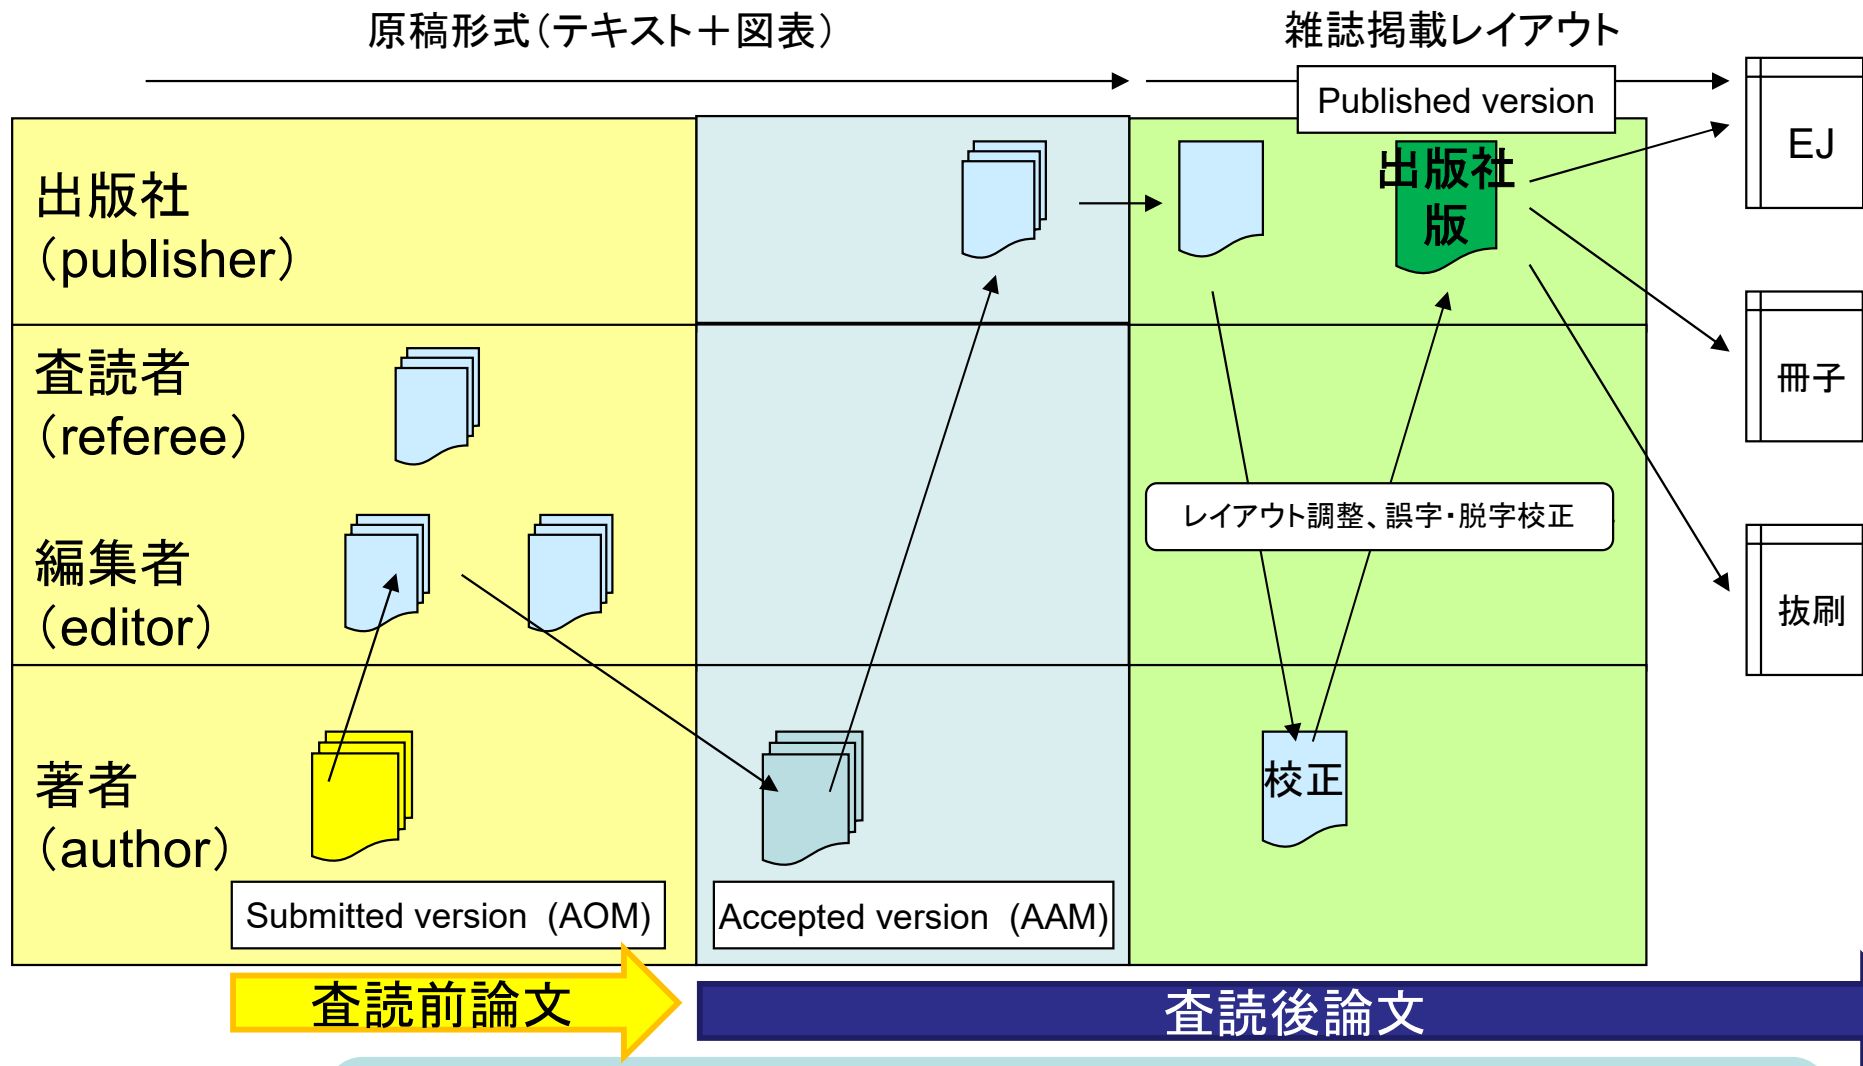 原稿形式(テキスト＋図表)
雑誌掲載レイアウト
Published version
EJ
出版社
(publisher)
出版社
版
査読者
(referee)
冊子
レイアウト調整、誤字・脱字校正
編集者
(editor)
抜刷
著者
(author)
校正
Submitted version (AOM)
Accepted version (AAM)
査読前論文
査読後論文